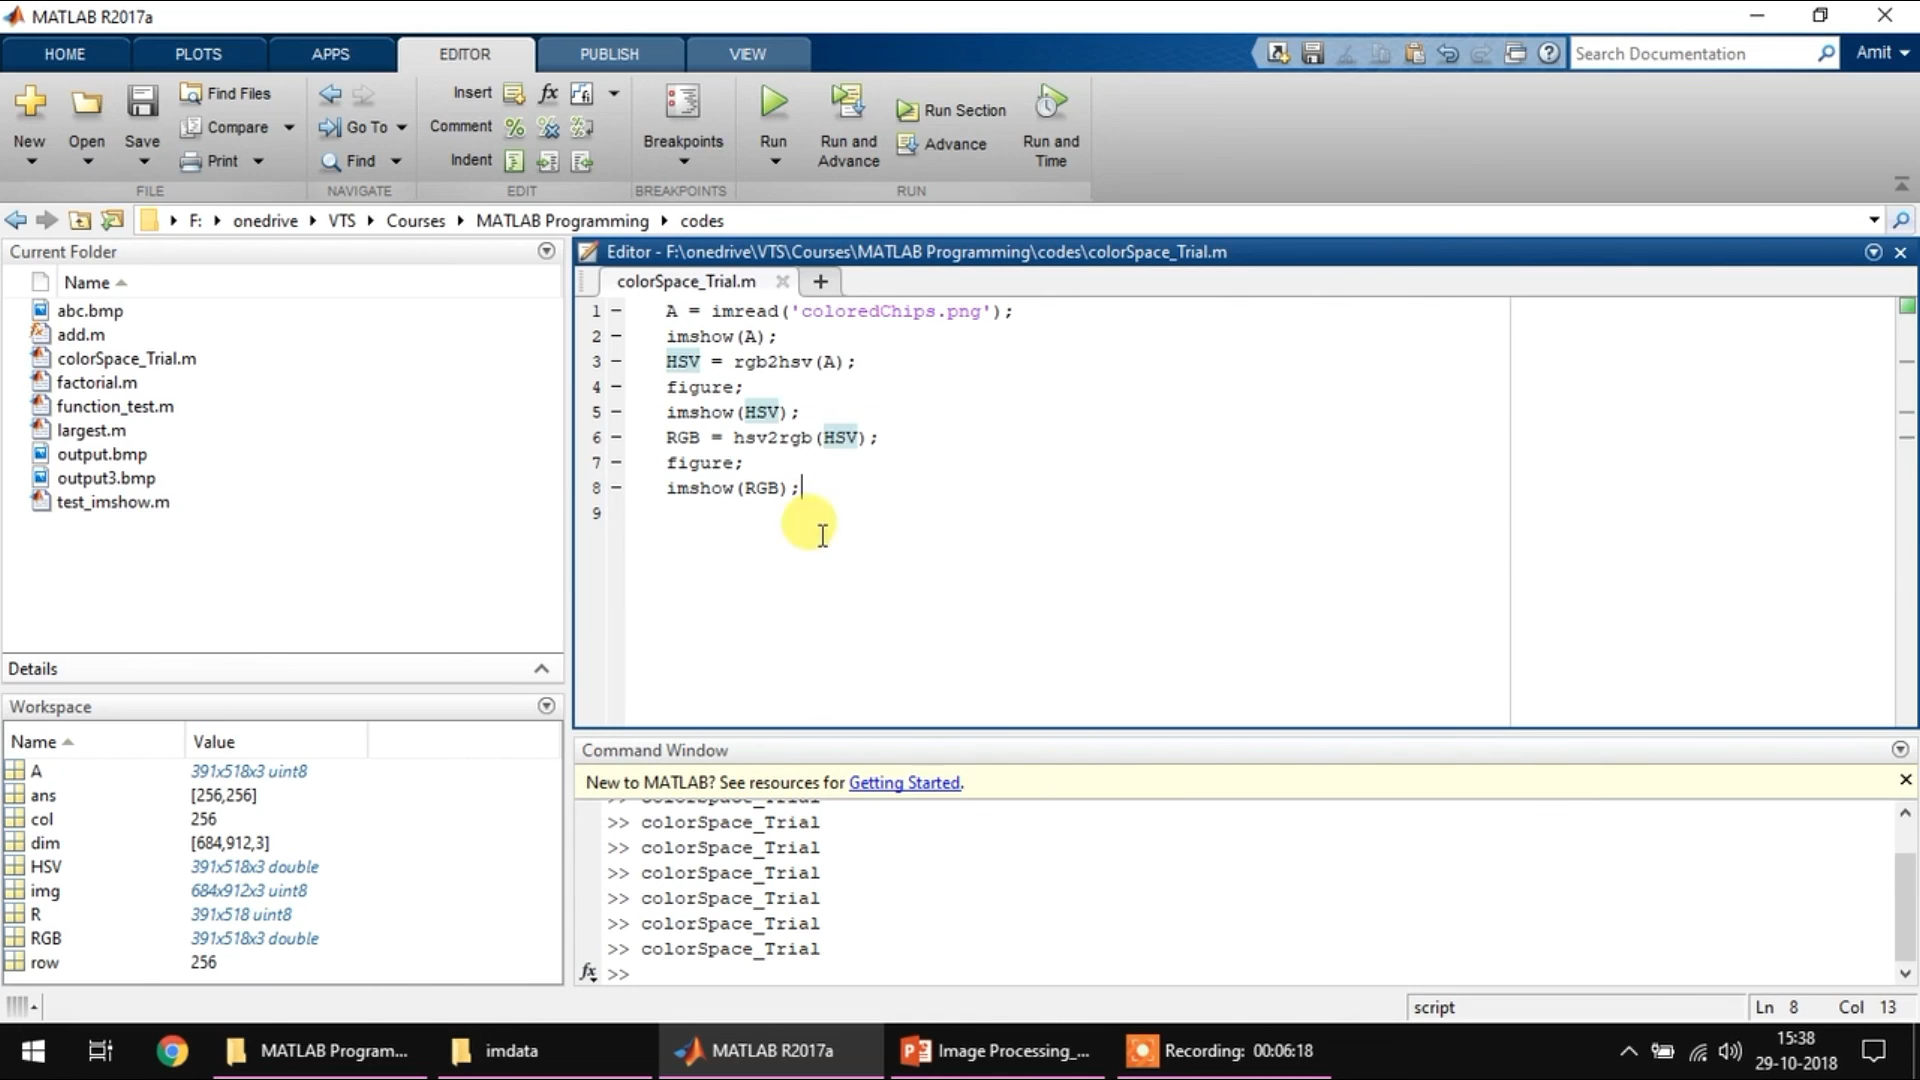 MATLAB R2017a
HOME PLOTS APPS EDITOR PUBLISH VIEW
Search Documentation
Amit
New Open Save
Find Files
Compare
Print
FILE
Go To
Find
NAVIGATE
Insert fx
Comment
Indent
EDIT
Breakpoints
BREAKPOINTS
Run
Run and Advance
Run Section
Advance
Run and Time
RUN
F: onedrive VTS Courses MATLAB Programming codes
Current Folder
Name
abc.bmp
add.m
colorSpace_Trial.m
factorial.m
function_test.m
largest.m
output.bmp
output3.bmp
test_imshow.m
Details
Workspace
Name Value
A 391x518x3 uint8
ans [256,256]
col 256
dim [684,912,3]
HSV 391x518x3 double
img 684x912x3 uint8
R 391x518 uint8
RGB 391x518x3 double
row 256
Editor - F:\onedrive\VTS\Courses\MATLAB Programming\codes\colorSpace_Trial.m
colorSpace_Trial.m
1 – A = imread('coloredChips.png');
2 – imshow(A);
3 – HSV = rgb2hsv(A);
4 – figure;
5 – imshow(HSV);
6 – RGB = hsv2rgb(HSV);
7 – figure;
8 – imshow(RGB);
9
Command Window
New to MATLAB? See resources for Getting Started.
>> colorSpace_Trial
>> colorSpace_Trial
>> colorSpace_Trial
>> colorSpace_Trial
>> colorSpace_Trial
>> colorSpace_Trial
>> colorSpace_Trial
fx >>
script Ln 8 Col 13
MATLAB Program... imdata MATLAB R2017a Image Processing_... Recording: 00:06:18
15:38
29-10-2018